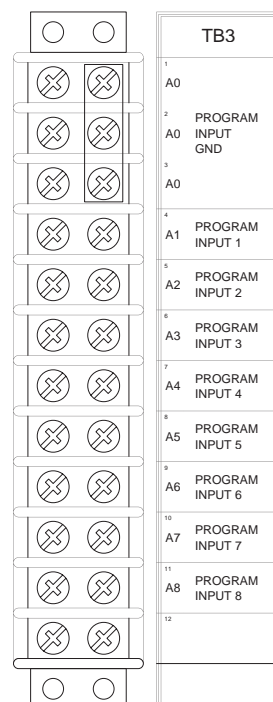 TB3
1
A0
2
A0 PROGRAM
INPUT
GND
3
A0
4
A1 PROGRAM
INPUT 1
5
A2 PROGRAM
INPUT 2
6
A3 PROGRAM
INPUT 3
7
A4 PROGRAM
INPUT 4
8
A5 PROGRAM
INPUT 5
9
A6 PROGRAM
INPUT 6
10
A7 PROGRAM
INPUT 7
11
A8 PROGRAM
INPUT 8
12